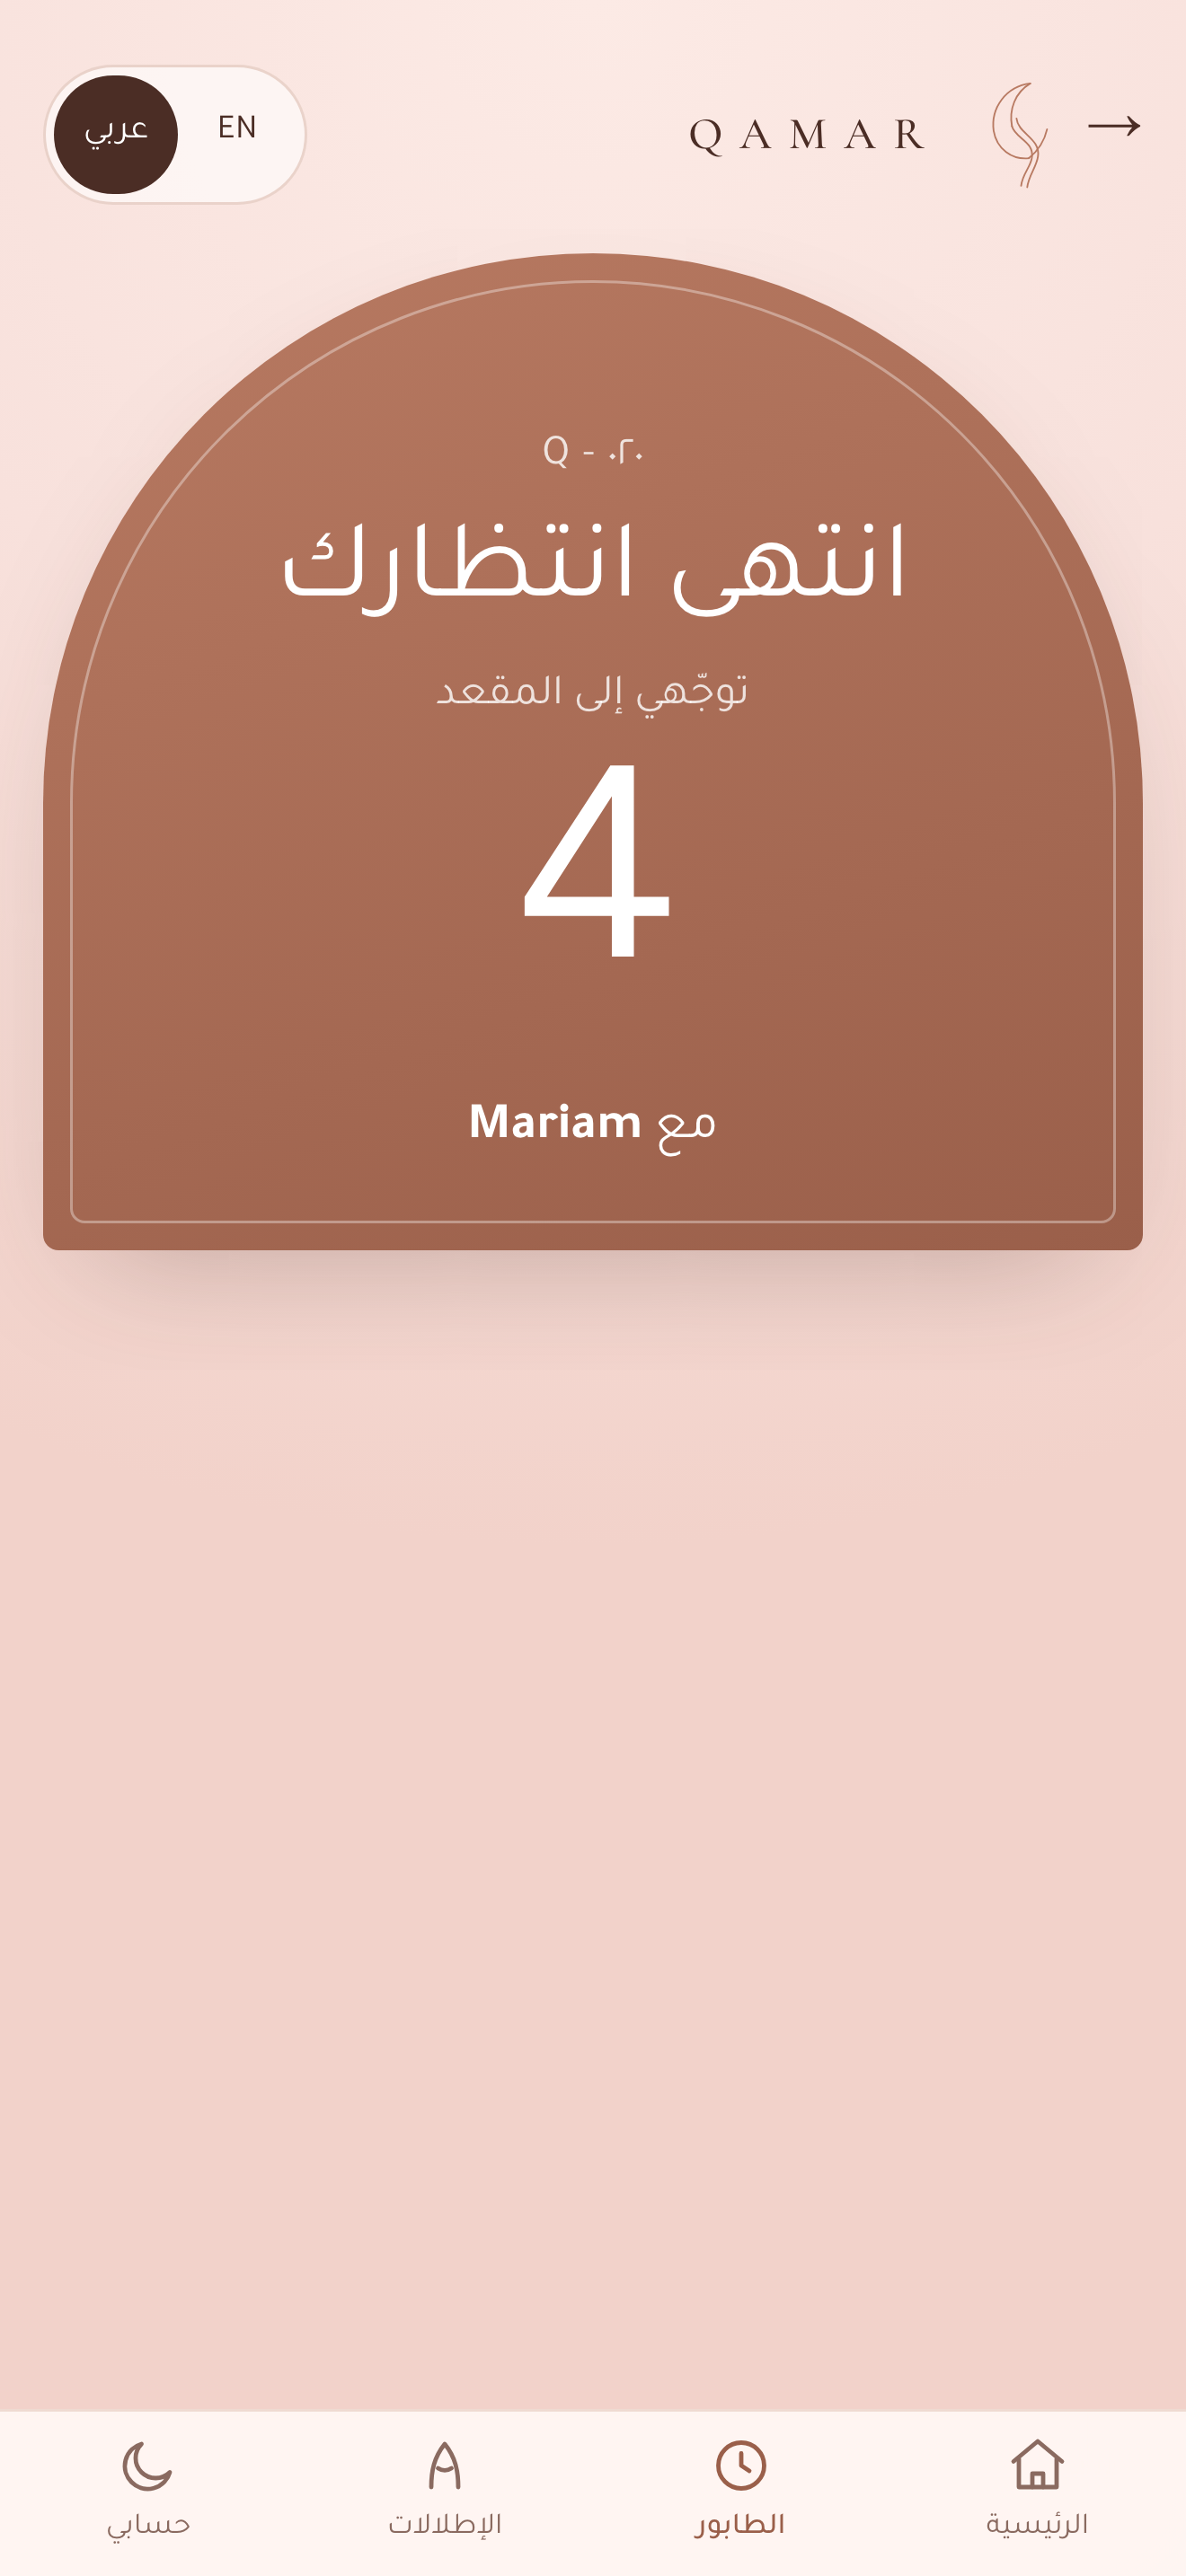 → QAMAR
EN عربي
Q - ٠٢٠
انتهى انتظارك
توجّهي إلى المقعد
4
مع Mariam
الرئيسية
الطابور
الإطلالات
حسابي